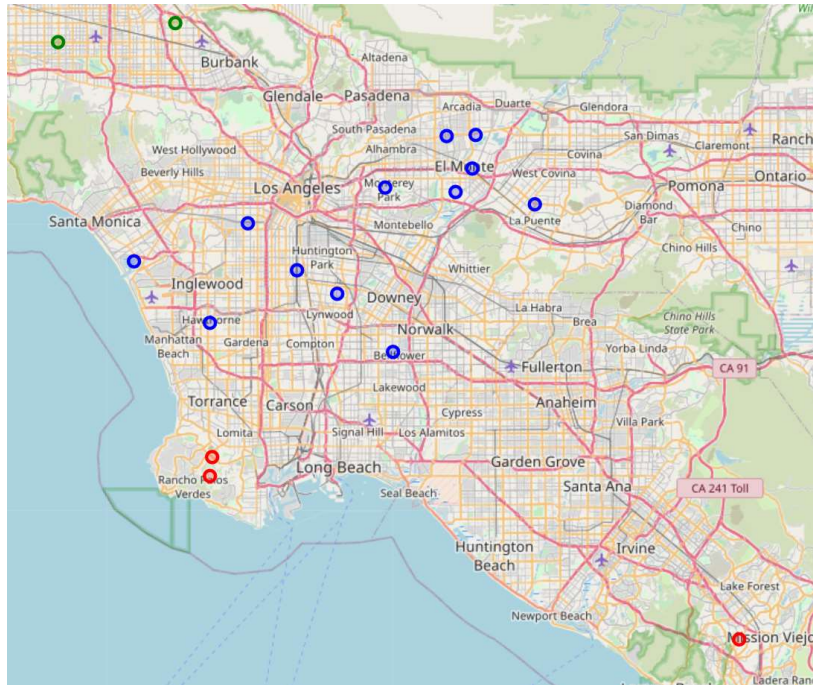 Wil
Burbank
Altadena
Glendale
Pasadena
Arcadia
Duarte
Glendora
South Pasadena
San Dimas
Claremont
Ranch
West Hollywood
Alhambra
Covina
Beverly Hills
El Monte
West Covina
Ontario
Los Angeles
Monterey
Park
Pomona
Santa Monica
La Puente
Diamond
Bar
Montebello
Chino
Huntington
Park
Chino Hills
Whittier
Inglewood
Downey
La Habra
Hawthorne
Lynwood
Chino Hills
State Park
Norwalk
Brea
Manhattan
Beach
Gardena
Compton
Yorba Linda
Bellflower
Fullerton
CA 91
Lakewood
Torrance
Carson
Anaheim
Cypress
Villa Park
Lomita
Signal Hill
Los Alamitos
Long Beach
Garden Grove
Rancho Palos
Verdes
Seal Beach
Santa Ana
CA 241 Toll
Huntington
Beach
Irvine
Lake Forest
Newport Beach
Mission Viejo
Ladera Ranc